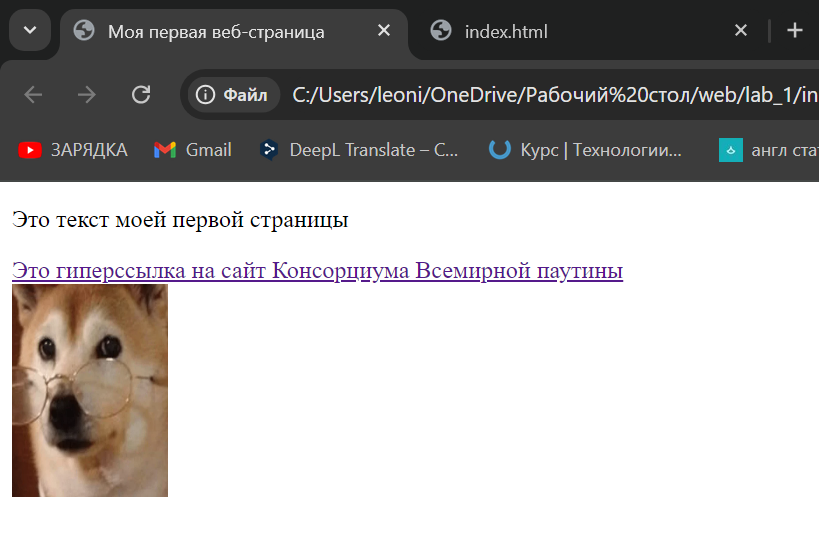 Моя первая веб-страница
index.html
Файл C:/Users/leoni/OneDrive/Рабочий%20стол/web/lab_1/in
ЗАРЯДКА Gmail DeepL Translate – C... Курс | Технологии... англ ста
Это текст моей первой страницы
Это гиперссылка на сайт Консорциума Всемирной паутины